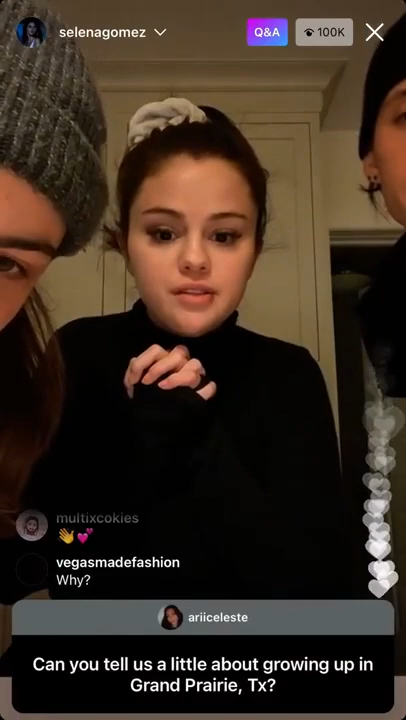 selenagomez
Q&A
100K
multixcokies
👋💕
vegasmadefashion
Why?
ariiceleste
Can you tell us a little about growing up in
Grand Prairie, Tx?